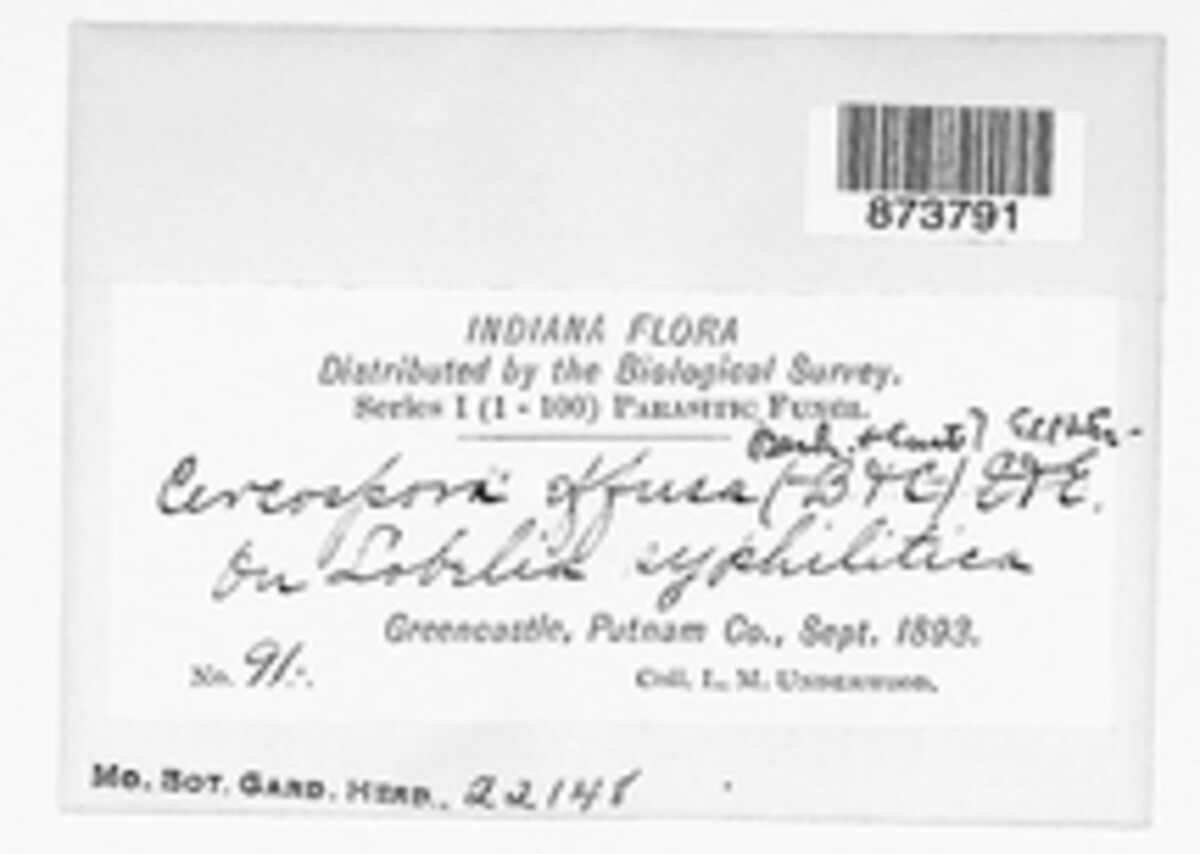 873791
INDIANA FLORA
Distributed by the Biological Survey.
Series I (1 - 100) Parasitic Fungi.
Cercospora effusa (B & C) E & E.
On Lobelia syphilitica
Greencastle, Putnam Co., Sept. 1893.
No. 91. Coll. L. M. Underwood.
Mo. Bot. Gard. Herb. 22148